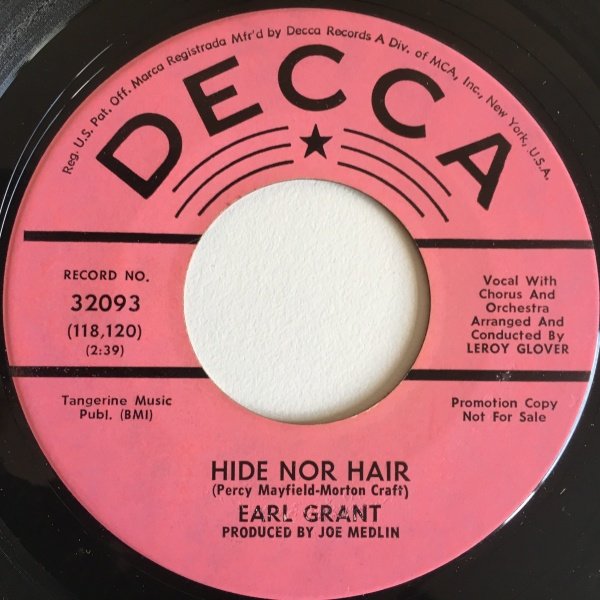 Reg. U.S. Pat. Off. Marca Registrada Mfr'd by Decca Records A Div. of MCA, Inc., New York, U.S.A.
DECCA
RECORD NO.
32093
(118,120)
(2:39)
Vocal With
Chorus And
Orchestra
Arranged And
Conducted By
LEROY GLOVER
Tangerine Music
Publ. (BMI)
Promotion Copy
Not For Sale
HIDE NOR HAIR
(Percy Mayfield-Morton Craft)
EARL GRANT
PRODUCED BY JOE MEDLIN